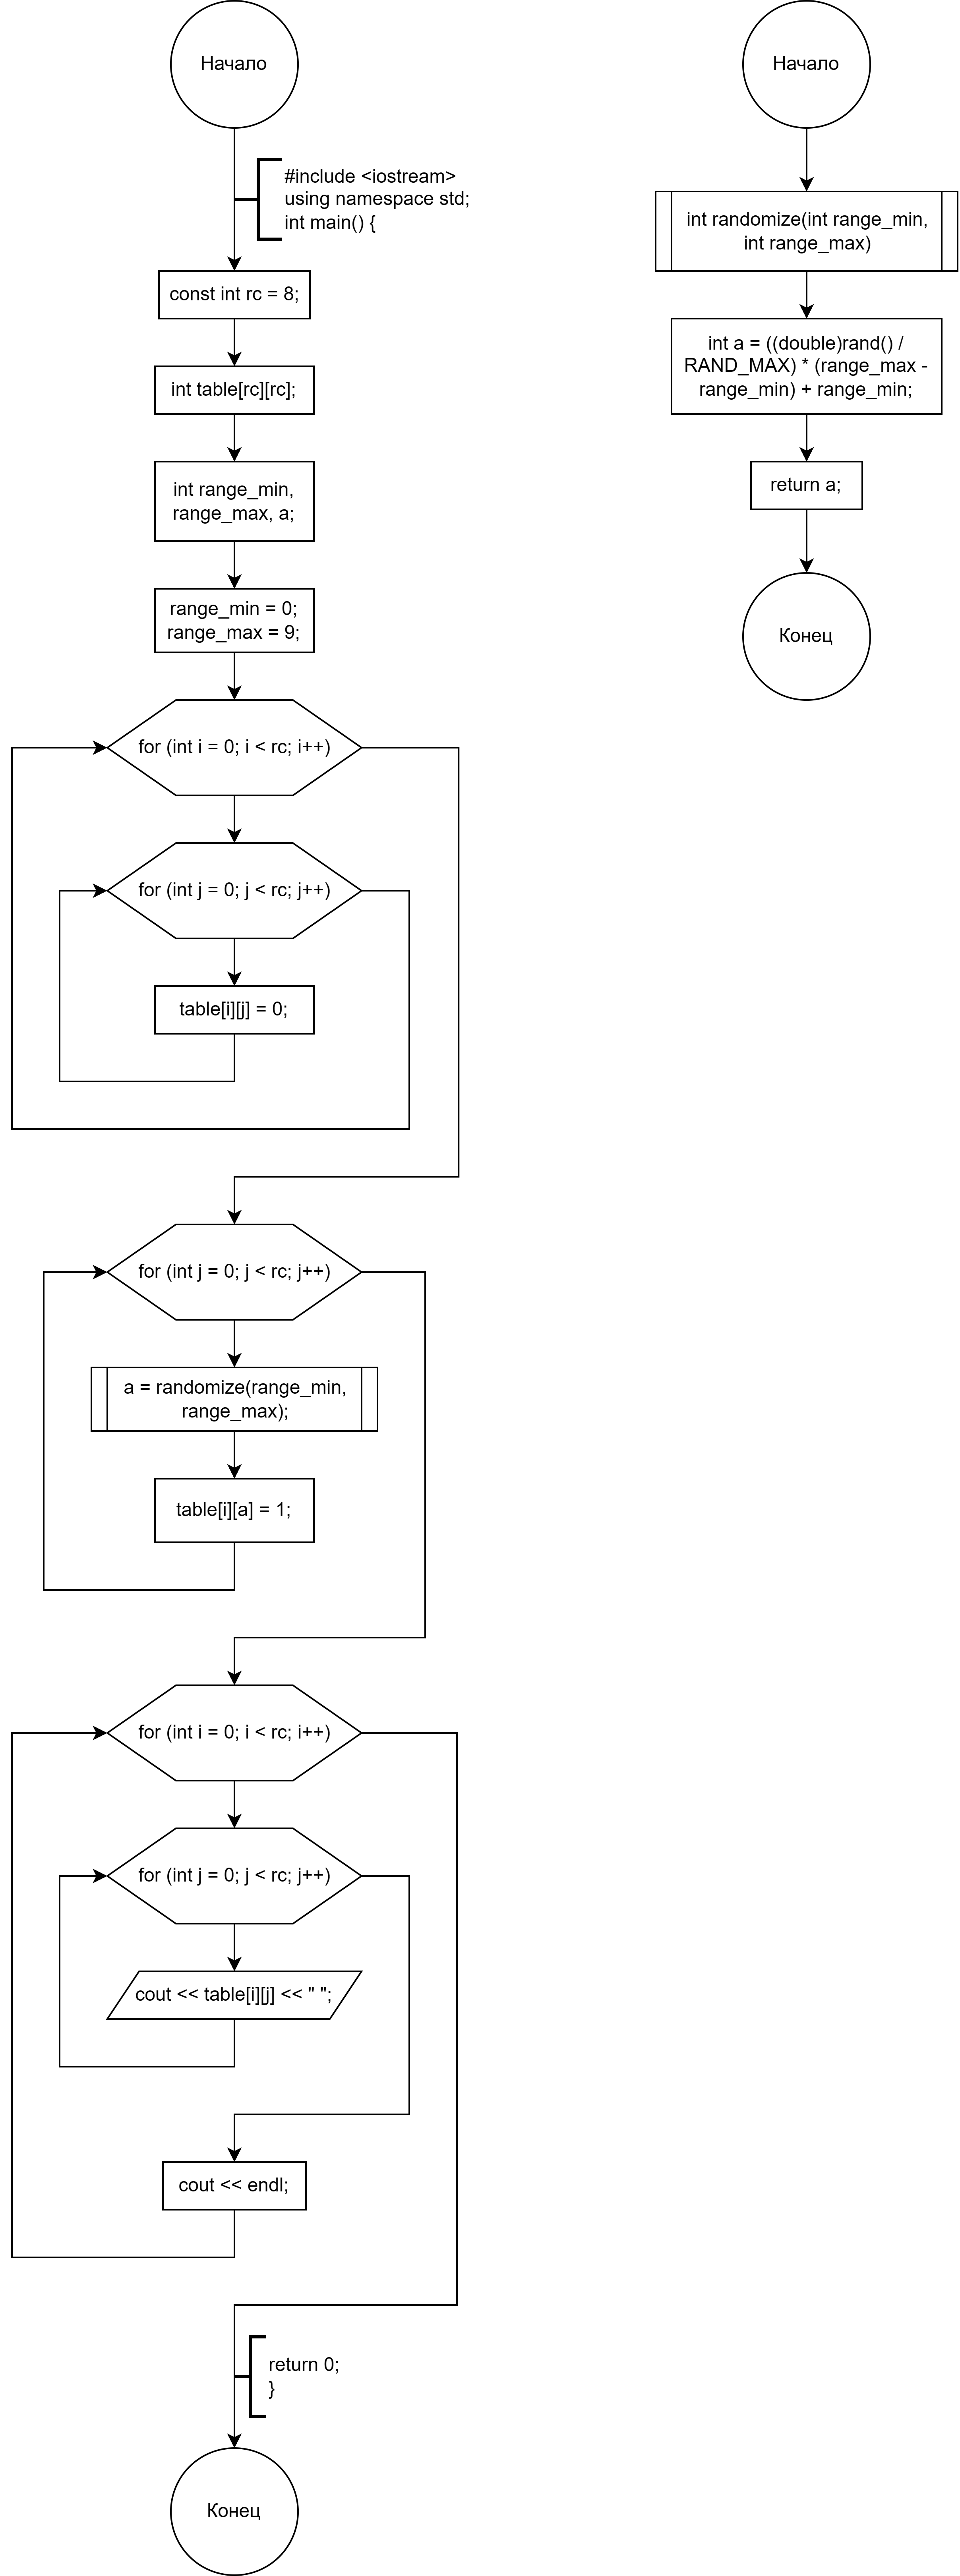 Начало
#include <iostream>
using namespace std;
int main() {
const int rc = 8;
int table[rc][rc];
int range_min,
range_max, a;
range_min = 0;
range_max = 9;
for (int i = 0; i < rc; i++)
for (int j = 0; j < rc; j++)
table[i][j] = 0;
for (int j = 0; j < rc; j++)
a = randomize(range_min,
range_max);
table[i][a] = 1;
for (int i = 0; i < rc; i++)
for (int j = 0; j < rc; j++)
cout << table[i][j] << " ";
cout << endl;
return 0;
}
Конец
Начало
int randomize(int range_min,
int range_max)
int a = ((double)rand() /
RAND_MAX) * (range_max -
range_min) + range_min;
return a;
Конец